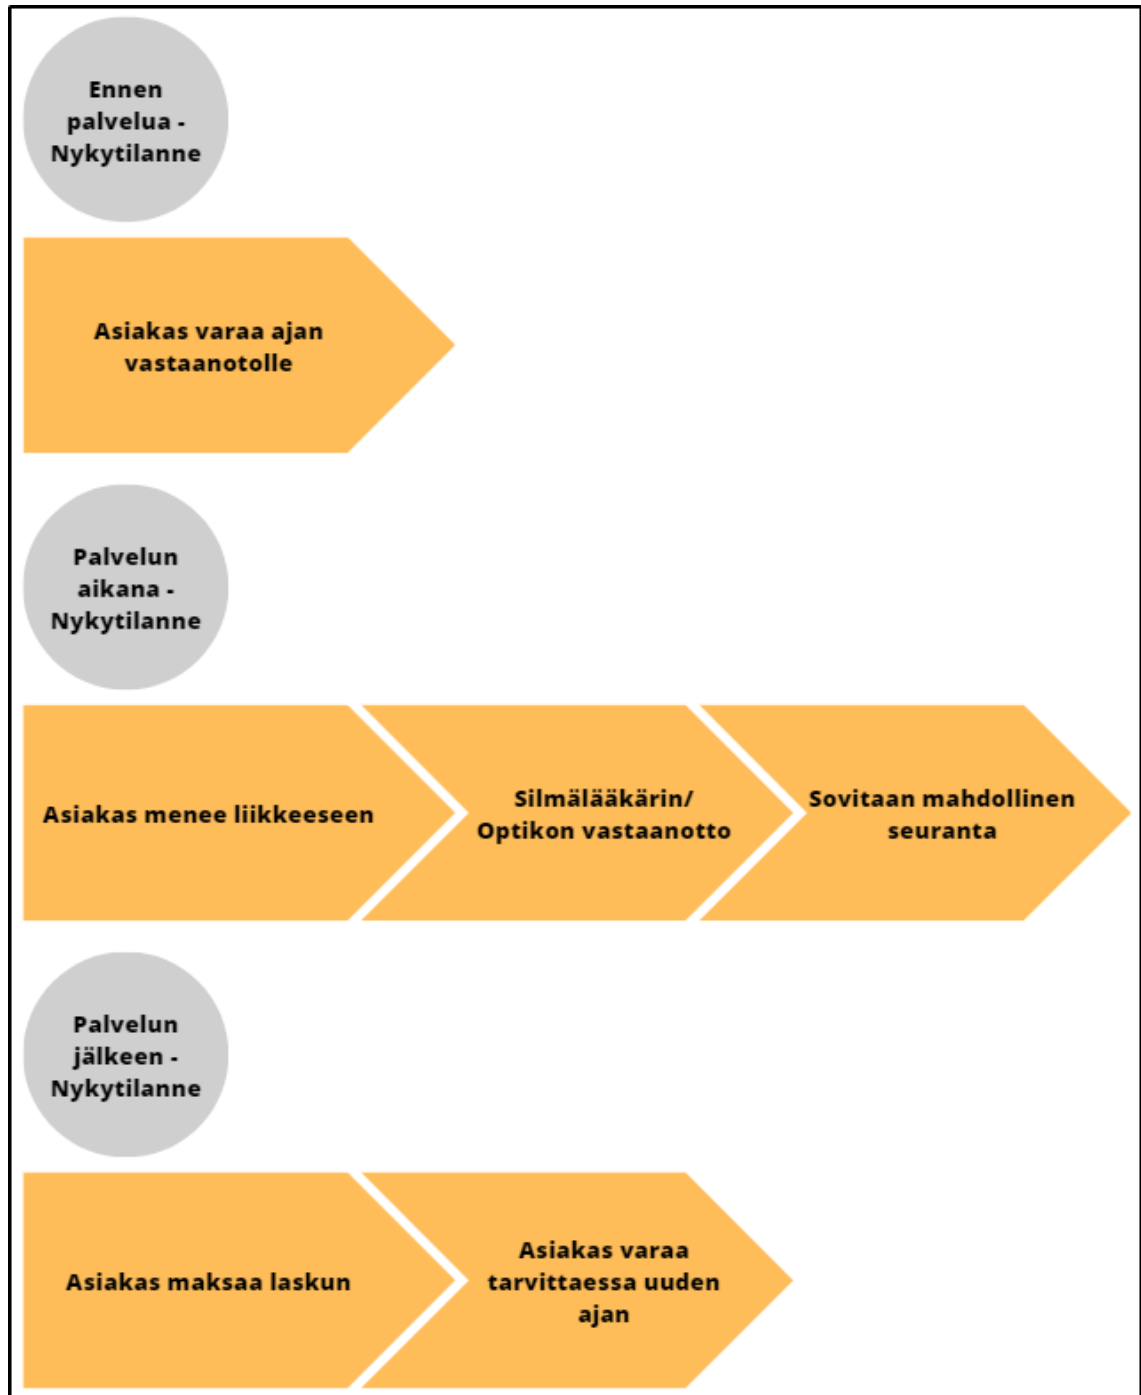 Ennen
palvelua -
Nykytilanne
Asiakas varaa ajan
vastaanotolle
Palvelun
aikana -
Nykytilanne
Asiakas menee liikkeeseen
Silmälääkärin/
Optikon vastaanotto
Sovitaan mahdollinen
seuranta
Palvelun
jälkeen -
Nykytilanne
Asiakas maksaa laskun
Asiakas varaa
tarvittaessa uuden
ajan